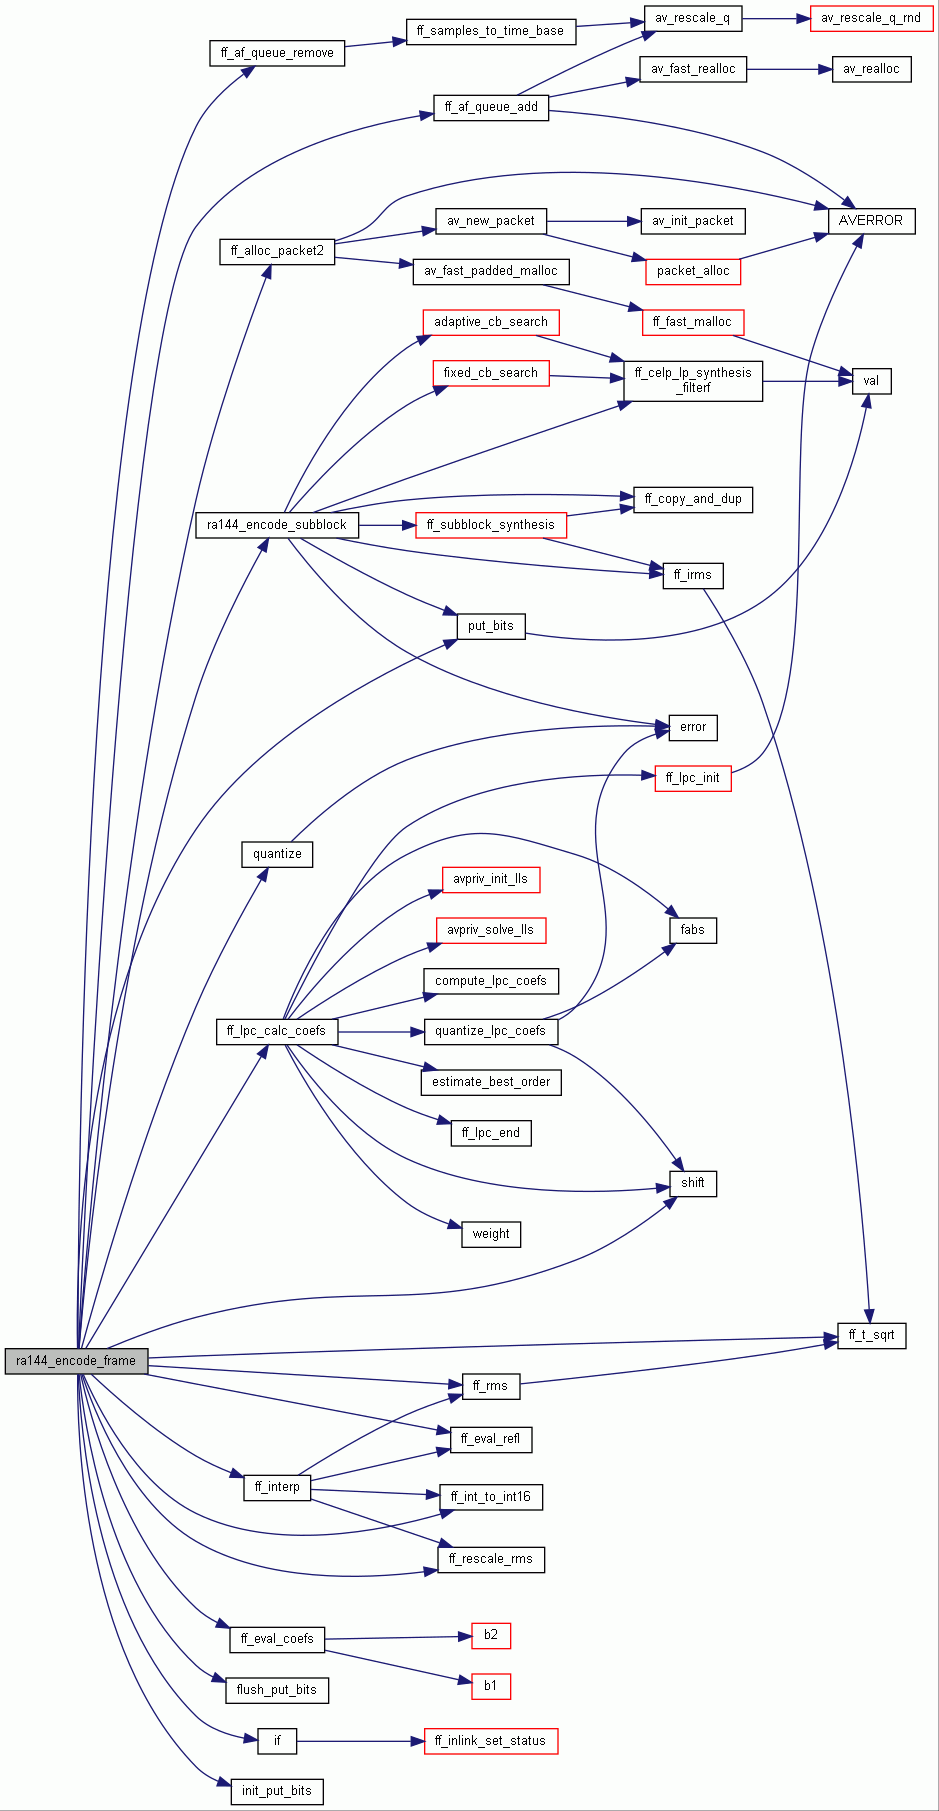 av_rescale_q
av_rescale_q_rnd
ff_samples_to_time_base
ff_af_queue_remove
av_fast_realloc
av_realloc
ff_af_queue_add
av_new_packet
av_init_packet
AVERROR
ff_alloc_packet2
av_fast_padded_malloc
packet_alloc
adaptive_cb_search
ff_fast_malloc
fixed_cb_search
ff_celp_lp_synthesis
_filterf
val
ff_copy_and_dup
ra144_encode_subblock
ff_subblock_synthesis
ff_irms
put_bits
error
ff_lpc_init
quantize
avpriv_init_lls
avpriv_solve_lls
fabs
compute_lpc_coefs
ff_lpc_calc_coefs
quantize_lpc_coefs
estimate_best_order
ff_lpc_end
shift
weight
ff_t_sqrt
ra144_encode_frame
ff_rms
ff_eval_refl
ff_interp
ff_int_to_int16
ff_rescale_rms
ff_eval_coefs
b2
flush_put_bits
b1
if
ff_inlink_set_status
init_put_bits